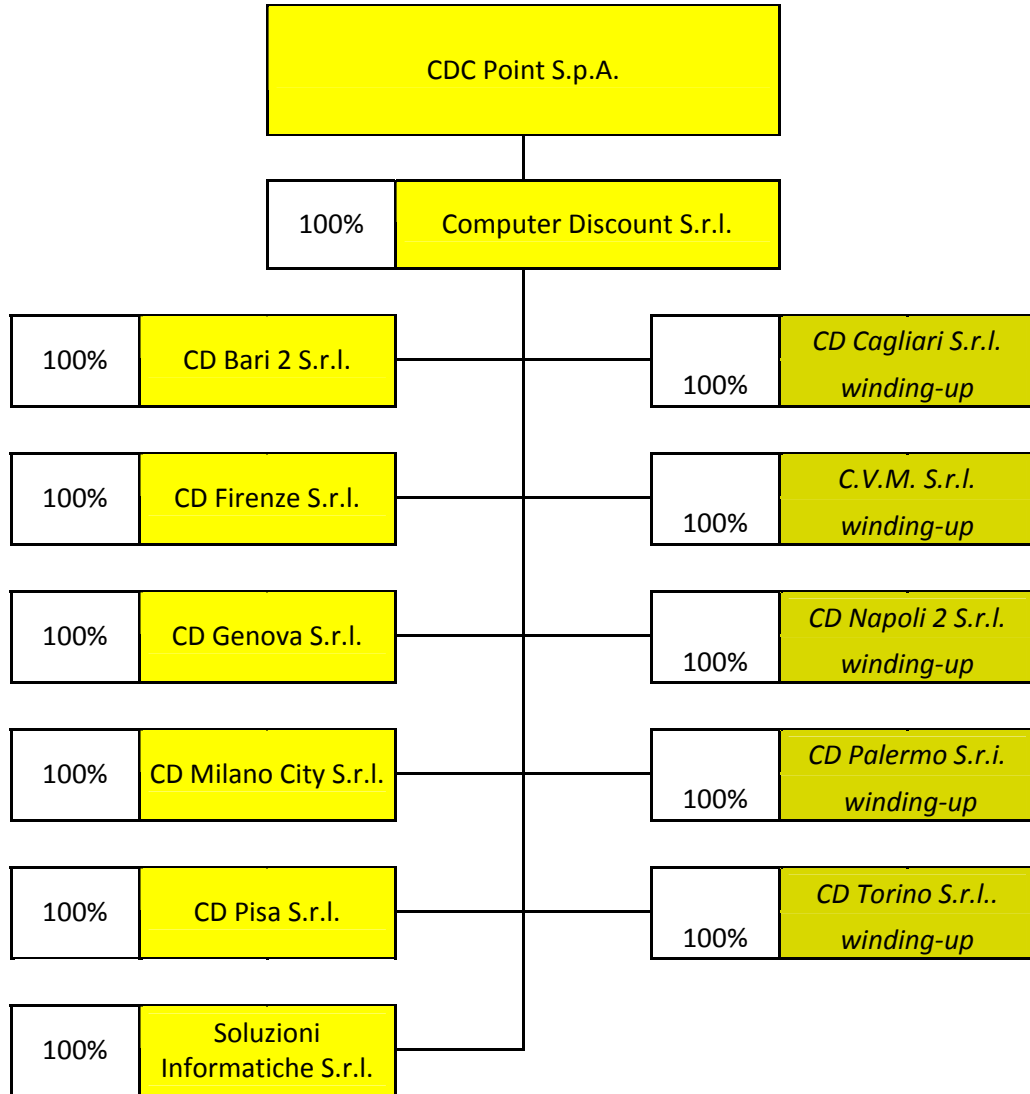 CDC Point S.p.A.
100%
Computer Discount S.r.l.
100%
CD Bari 2 S.r.l.
100%
CD Cagliari S.r.l.
winding-up
100%
CD Firenze S.r.l.
100%
C.V.M. S.r.l.
winding-up
100%
CD Genova S.r.l.
100%
CD Napoli 2 S.r.l.
winding-up
100%
CD Milano City S.r.l.
100%
CD Palermo S.r.i.
winding-up
100%
CD Pisa S.r.l.
100%
CD Torino S.r.l..
winding-up
100%
Soluzioni
Informatiche S.r.l.